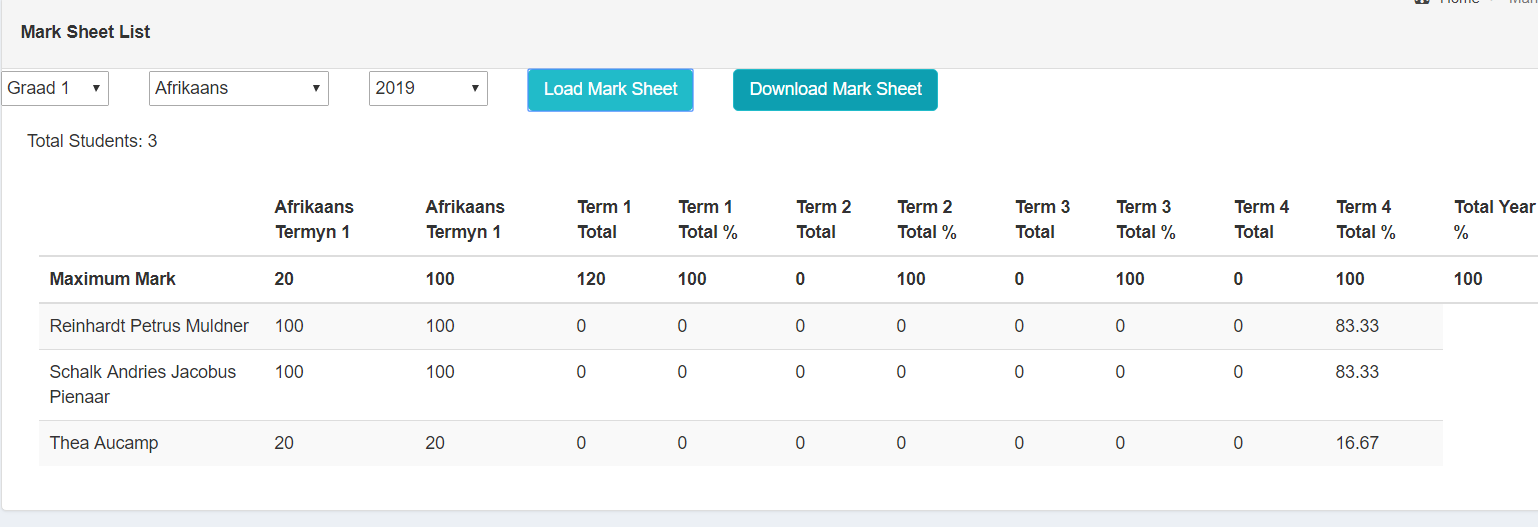 Home
Mark Sheet List
Graad 1 Afrikaans 2019 Load Mark Sheet Download Mark Sheet
Total Students: 3
Afrikaans Afrikaans Term 1 Term 1 Term 2 Term 2 Term 3 Term 3 Term 4 Term 4 Total Year
Termyn 1 Termyn 1 Total Total % Total Total % Total Total % Total Total % %
Maximum Mark 20 100 120 100 0 100 0 100 0 100 100
Reinhardt Petrus Muldner 100 100 0 0 0 0 0 0 0 83.33
Schalk Andries Jacobus 100 100 0 0 0 0 0 0 0 83.33
Pienaar
Thea Aucamp 20 20 0 0 0 0 0 0 0 16.67